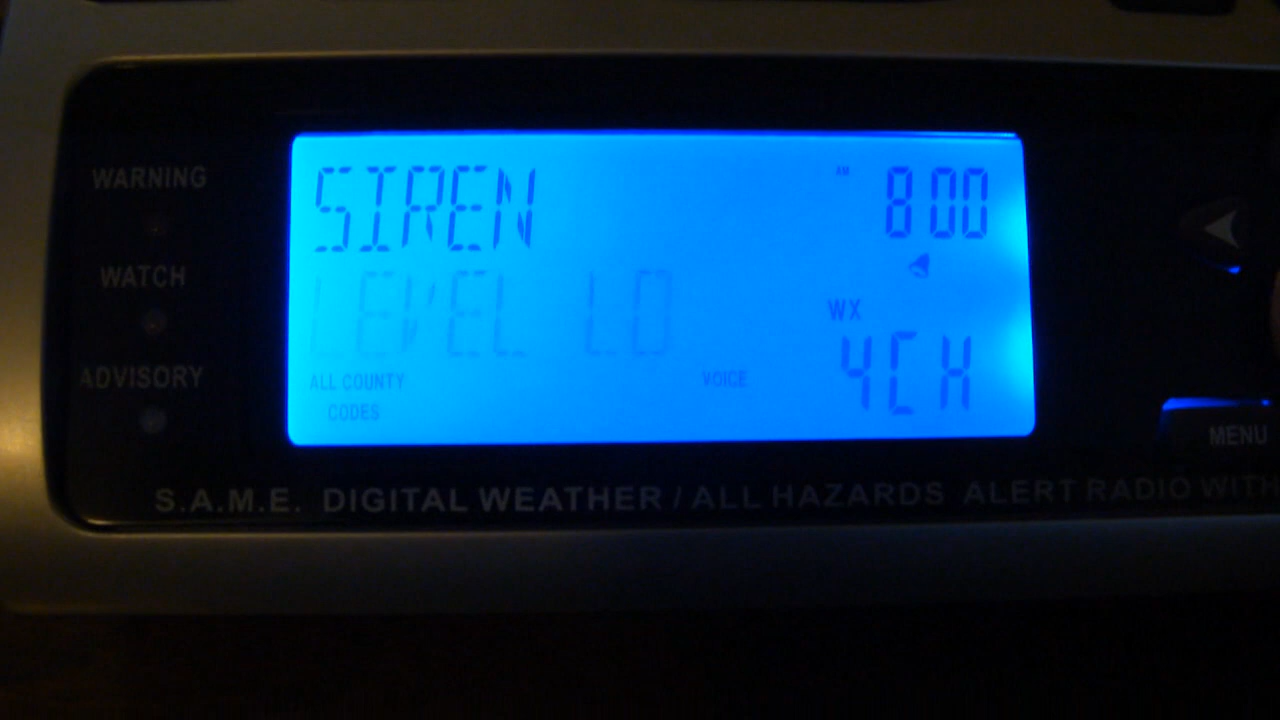 WARNING
WATCH
ADVISORY
SIREN
LEVEL LO
ALL COUNTY
CODES
VOICE
AM 8 00
WX
4CH
MENU
S.A.M.E. DIGITAL WEATHER / ALL HAZARDS ALERT RADIO WITH